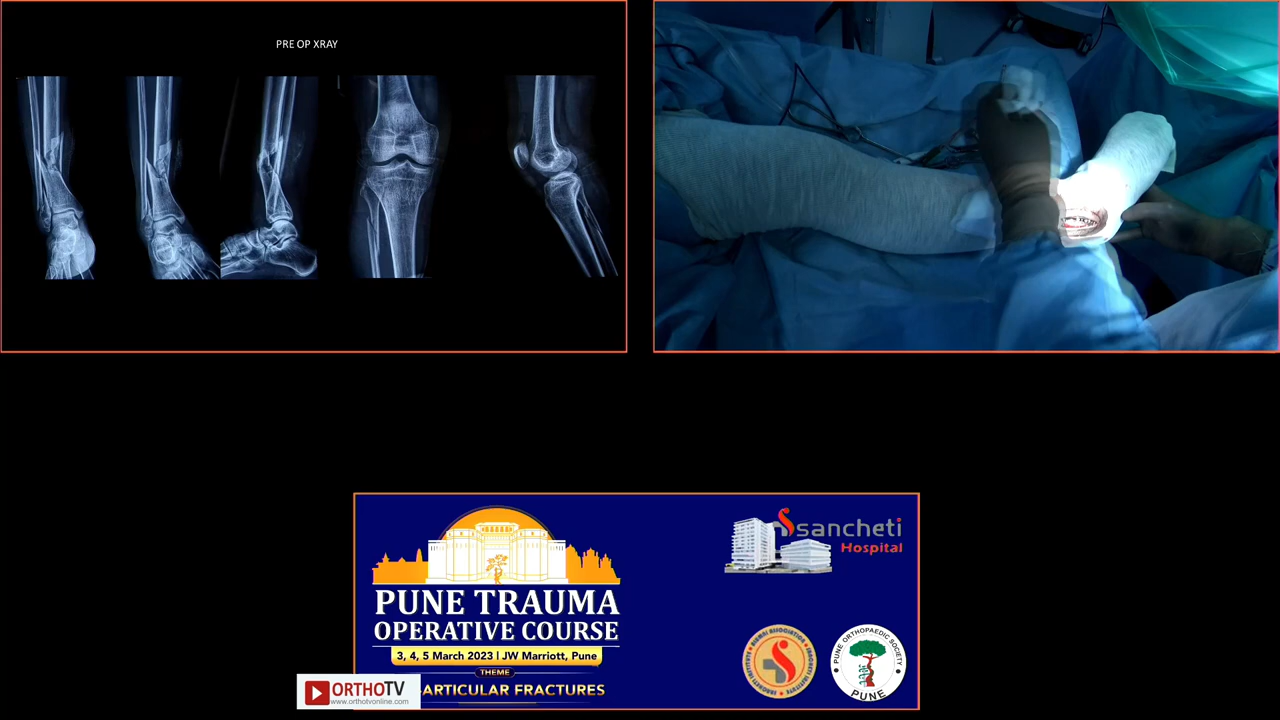 PRE OP XRAY
sancheti
Hospital
PUNE TRAUMA
OPERATIVE COURSE
3, 4, 5 March 2023 | JW Marriott, Pune
THEME
ARTICULAR FRACTURES
ORTHOTV
www.orthotvonline.com
PUNE ORTHOPAEDIC SOCIETY
PUNE